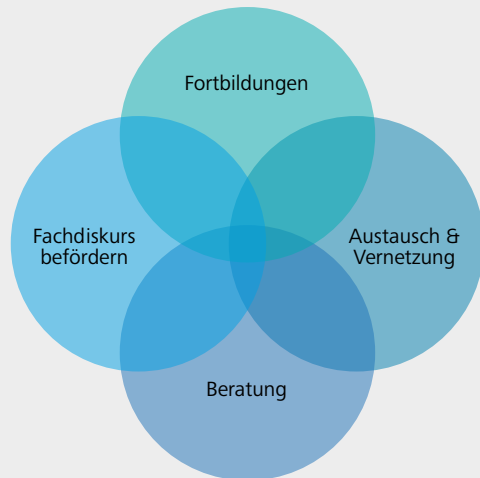 Fortbildungen
Fachdiskurs
befördern
Austausch &
Vernetzung
Beratung